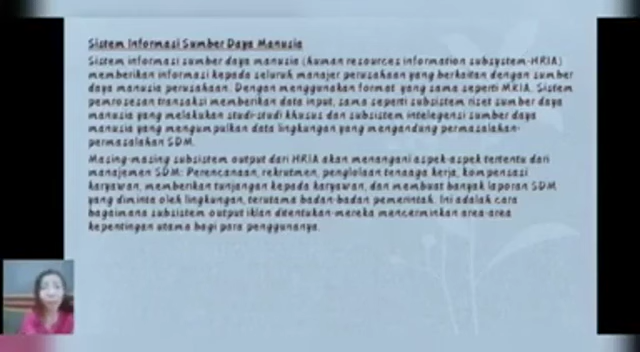 Sistem Informasi Sumber Daya Manusia
Sistem informasi sumber daya manusia (human resources information subsystem-HRIA)
memberikan informasi kepada seluruh manajer perusahaan yang berkaitan dengan sumber
daya manusia perusahaan. Dengan menggunakan format yang sama seperti MKIA. Sistem
pemrosesan transaksi memberikan data input, sama seperti subsistem riset sumber daya
manusia yang melakukan studi-studi khusus dan subsistem intelegensi sumber daya
manusia yang mengumpulkan data lingkungan yang mengandung permasalahan-
permasalahan SDM.
Masing-masing subsistem output dari HRIA akan menangani aspek-aspek tertentu dari
manajemen SDM: Perencanaan, rekrutmen, penglolaan tenaaga kerja, kompensasi
karyawan, memberikan tunjangan kepada karyawan, dan membuat banyak laporan SDM
yang diminta oleh lingkungan, terutama badan-badan pemerintah. Ini adalah cara
bagaimana subsistem output iklan ditentukan-mereka mencerminkan area-area
kepentingan utama bagi para penggunanya.